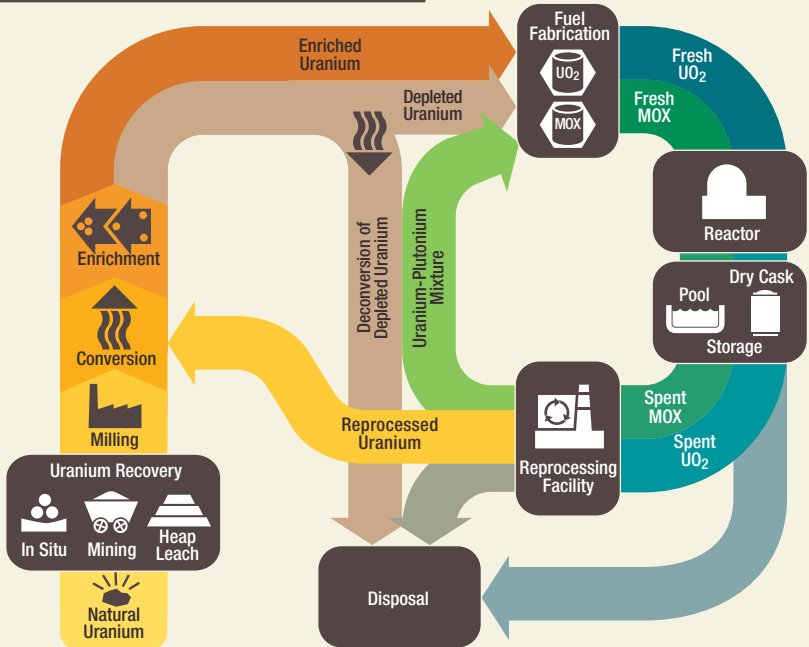 Fuel
Fabrication
UO₂
MOX
Enriched
Uranium
Depleted
Uranium
Fresh
UO₂
Fresh
MOX
Reactor
Dry Cask
Pool
Storage
Enrichment
Deconversion of
Depleted Uranium
Uranium-Plutonium
Mixture
Conversion
Milling
Reprocessed
Uranium
Reprocessing
Facility
Spent
MOX
Spent
UO₂
Uranium Recovery
In Situ
Mining
Heap
Leach
Natural
Uranium
Disposal